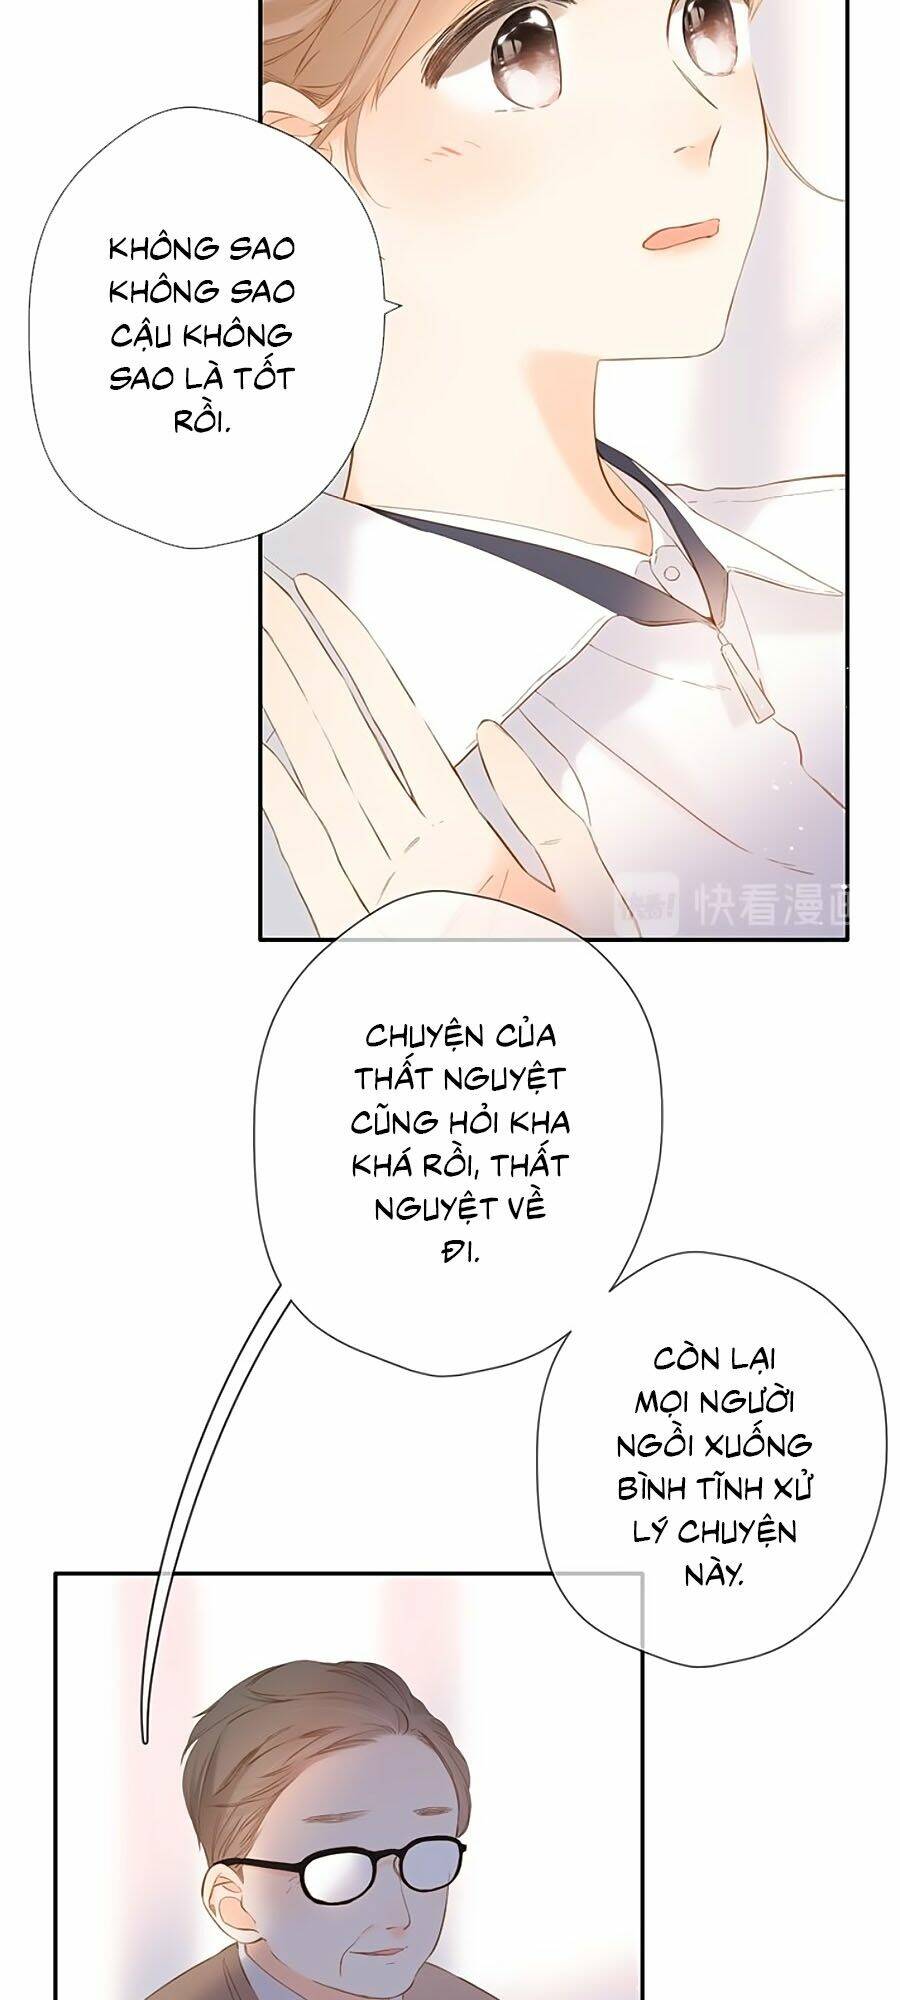 KHÔNG SAO
KHÔNG SAO
CẬU KHÔNG
SAO LÀ TỐT
RỒI.
快看!
快看漫画
CHUYỆN CỦA
THẤT NGUYỆT
CŨNG HỎI KHA
KHÁ RỒI, THẤT
NGUYỆT VỀ
ĐI.
CÒN LẠI
MỌI NGƯỜI
NGỒI XUỐNG
BÌNH TĨNH XỬ
LÝ CHUYỆN
NÀY.